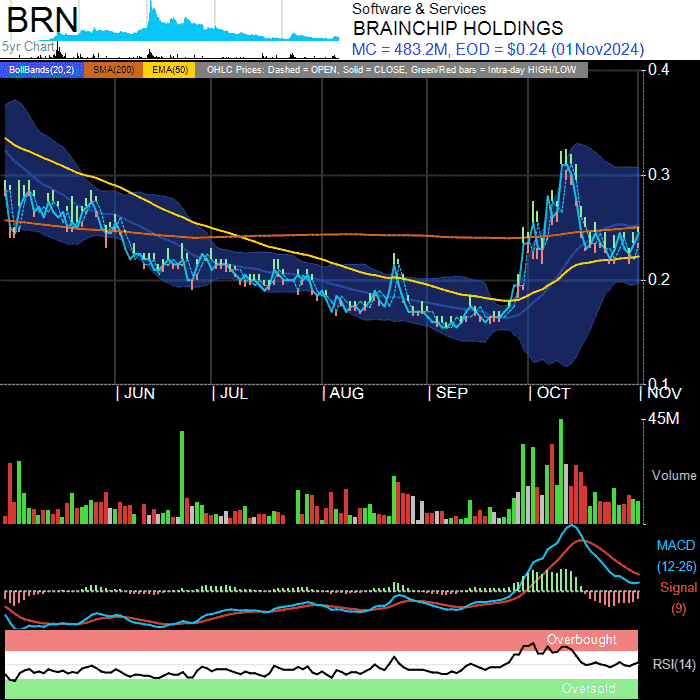 BRN
5yr Chart
Software & Services
BRAINCHIP HOLDINGS
MC = 483.2M, EOD = $0.24 (01Nov2024)
BollBands(20,2) SMA(200) EMA(50) OHLC Prices: Dashed = OPEN, Solid = CLOSE, Green/Red bars = Intra-day HIGH/LOW
0.4
0.3
0.2
0.1
| JUN | JUL | AUG | SEP | OCT | NOV
45M
Volume
MACD
(12-26)
Signal
(9)
Overbought
RSI(14)
Oversold